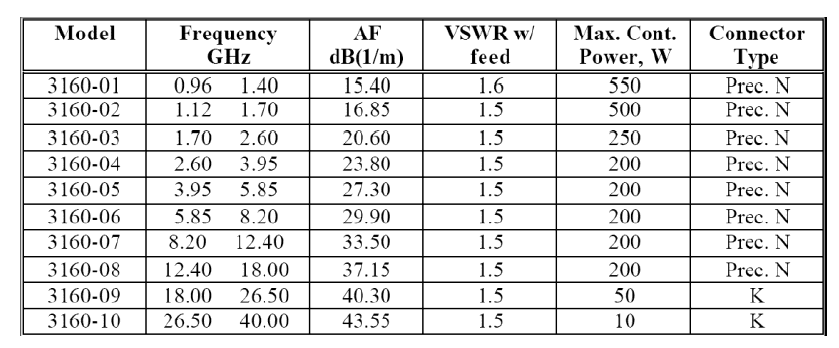 Model Frequency GHz AF dB(1/m) VSWR w/ feed Max. Cont. Power, W Connector Type
3160-01 0.96 1.40 15.40 1.6 550 Prec. N
3160-02 1.12 1.70 16.85 1.5 500 Prec. N
3160-03 1.70 2.60 20.60 1.5 250 Prec. N
3160-04 2.60 3.95 23.80 1.5 200 Prec. N
3160-05 3.95 5.85 27.30 1.5 200 Prec. N
3160-06 5.85 8.20 29.90 1.5 200 Prec. N
3160-07 8.20 12.40 33.50 1.5 200 Prec. N
3160-08 12.40 18.00 37.15 1.5 200 Prec. N
3160-09 18.00 26.50 40.30 1.5 50 K
3160-10 26.50 40.00 43.55 1.5 10 K